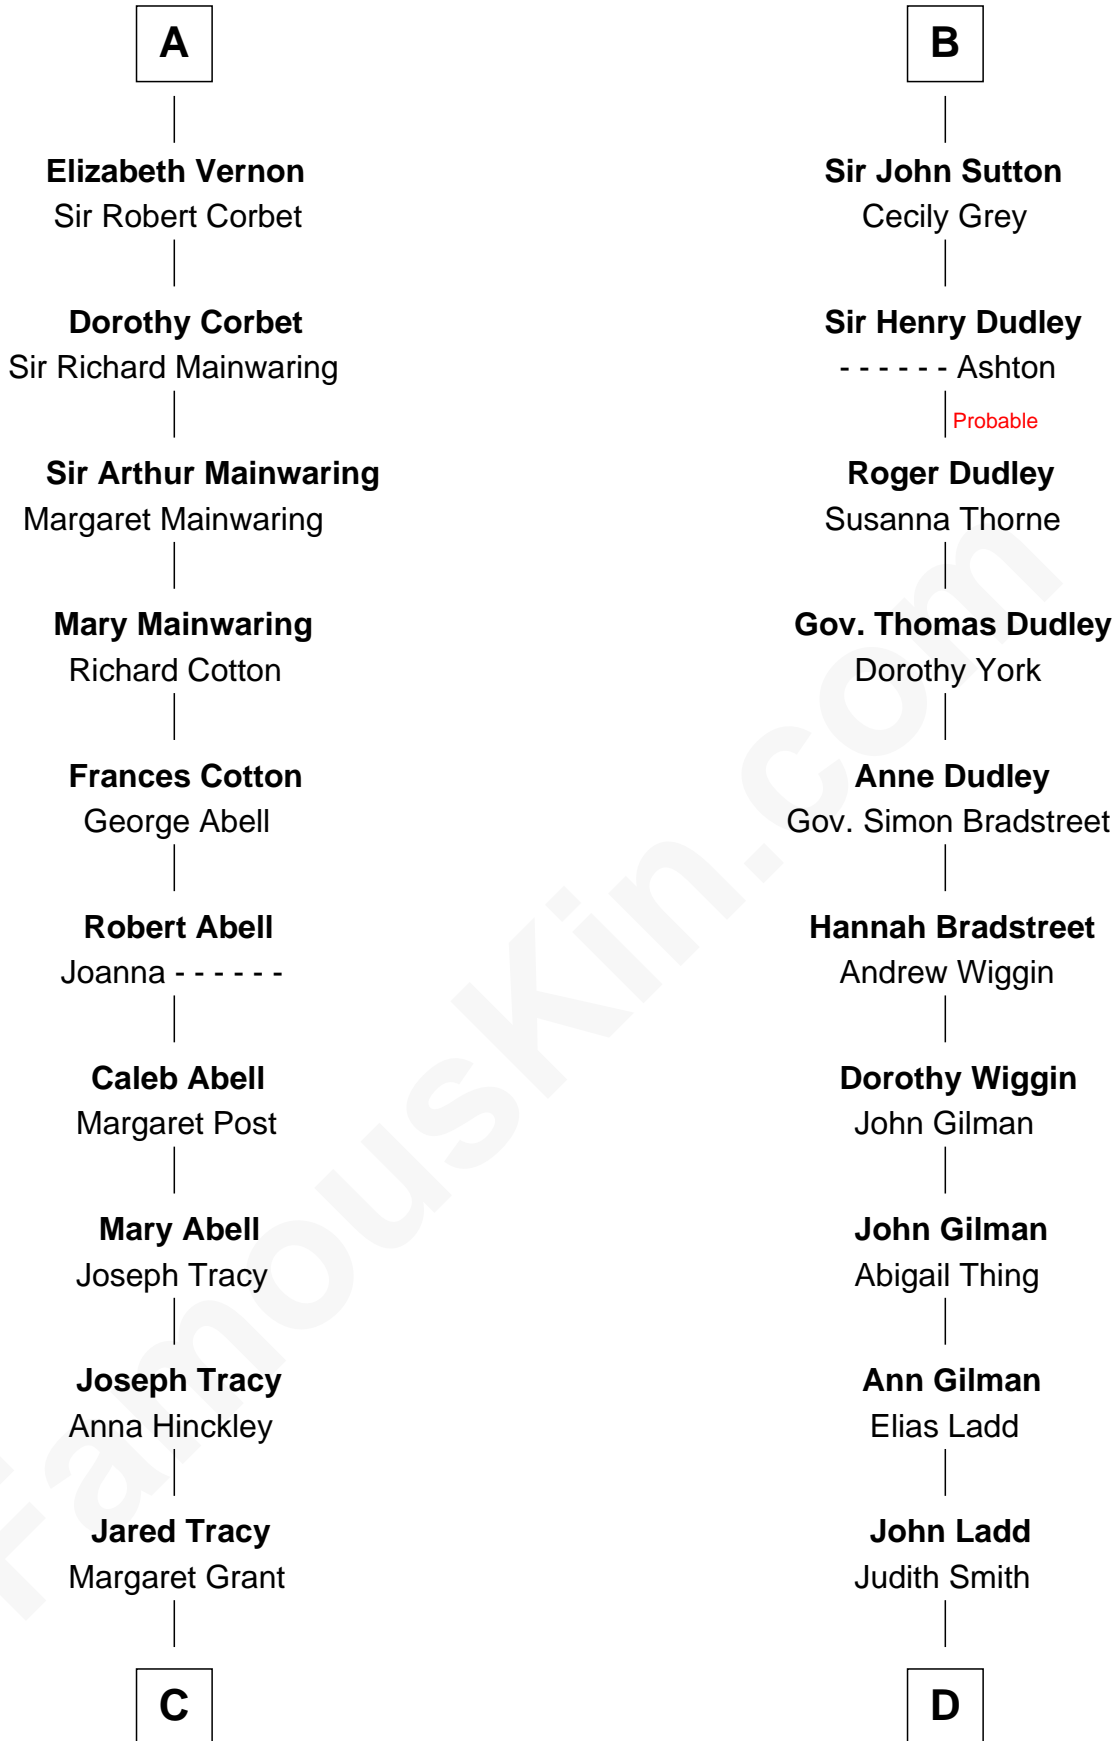 A
Elizabeth Vernon
Sir Robert Corbet
Dorothy Corbet
Sir Richard Mainwaring
Sir Arthur Mainwaring
Margaret Mainwaring
Mary Mainwaring
Richard Cotton
Frances Cotton
George Abell
Robert Abell
Joanna - - - - - -
Caleb Abell
Margaret Post
Mary Abell
Joseph Tracy
Joseph Tracy
Anna Hinckley
Jared Tracy
Margaret Grant
C
B
Sir John Sutton
Cecily Grey
Sir Henry Dudley
- - - - - - Ashton
Probable
Roger Dudley
Susanna Thorne
Gov. Thomas Dudley
Dorothy York
Anne Dudley
Gov. Simon Bradstreet
Hannah Bradstreet
Andrew Wiggin
Dorothy Wiggin
John Gilman
John Gilman
Abigail Thing
Ann Gilman
Elias Ladd
John Ladd
Judith Smith
D
FamousKin.com